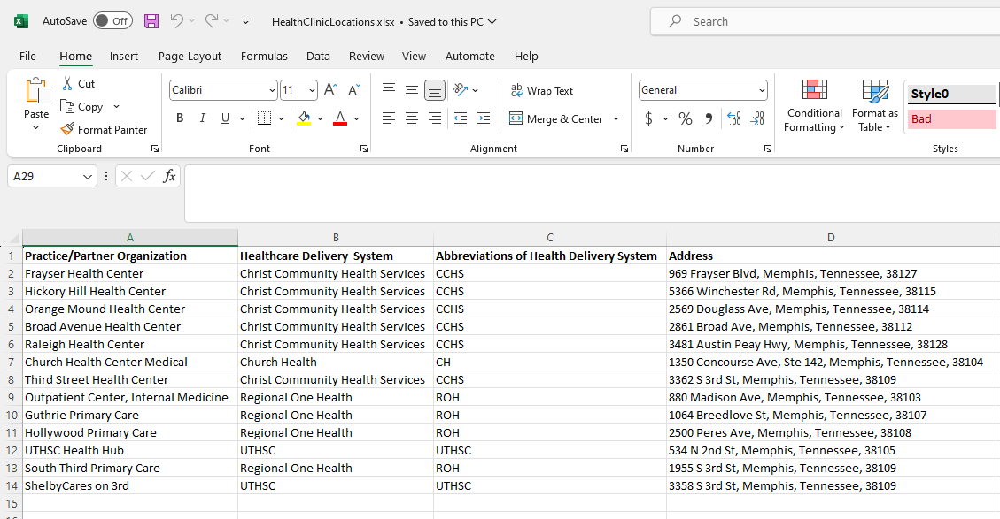 AutoSave Off HealthClinicLocations.xlsx • Saved to this PC Search
File Home Insert Page Layout Formulas Data Review View Automate Help
Paste Cut Copy Format Painter Clipboard
Calibri 11 A A B I U A Font
ab Wrap Text Merge & Center Alignment
General $ % 9 Number
Conditional Formatting Format as Table Style0 Bad Styles
A29 fx
A B C D
1 Practice/Partner Organization Healthcare Delivery  System Abbreviations of Health Delivery System Address
2 Frayser Health Center Christ Community Health Services CCHS 969 Frayser Blvd, Memphis, Tennessee, 38127
3 Hickory Hill Health Center Christ Community Health Services CCHS 5366 Winchester Rd, Memphis, Tennessee, 38115
4 Orange Mound Health Center Christ Community Health Services CCHS 2569 Douglass Ave, Memphis, Tennessee, 38114
5 Broad Avenue Health Center Christ Community Health Services CCHS 2861 Broad Ave, Memphis, Tennessee, 38112
6 Raleigh Health Center Christ Community Health Services CCHS 3481 Austin Peay Hwy, Memphis, Tennessee, 38128
7 Church Health Center Medical Church Health CH 1350 Concourse Ave, Ste 142, Memphis, Tennessee, 38104
8 Third Street Health Center Christ Community Health Services CCHS 3362 S 3rd St, Memphis, Tennessee, 38109
9 Outpatient Center, Internal Medicine Regional One Health ROH 880 Madison Ave, Memphis, Tennessee, 38103
10 Guthrie Primary Care Regional One Health ROH 1064 Breedlove St, Memphis, Tennessee, 38107
11 Hollywood Primary Care Regional One Health ROH 2500 Peres Ave, Memphis, Tennessee, 38108
12 UTHSC Health Hub UTHSC UTHSC 534 N 2nd St, Memphis, Tennessee, 38105
13 South Third Primary Care Regional One Health ROH 1955 S 3rd St, Memphis, Tennessee, 38109
14 ShelbyCares on 3rd UTHSC UTHSC 3358 S 3rd St, Memphis, Tennessee, 38109
15